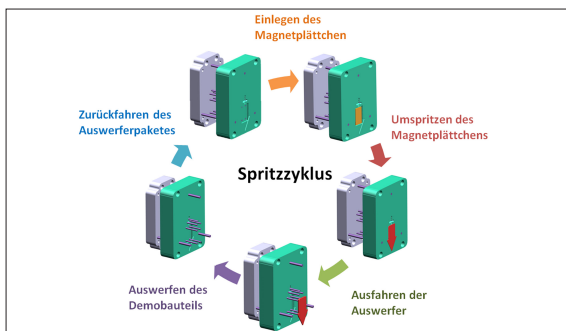 Einlegen des
Magnetplättchen
Zurückfahren des
Auswerferpaketes
Umspritzen des
Magnetplättchens
Spritzzyklus
Auswerfen des
Demobauteils
Ausfahren der
Auswerfer